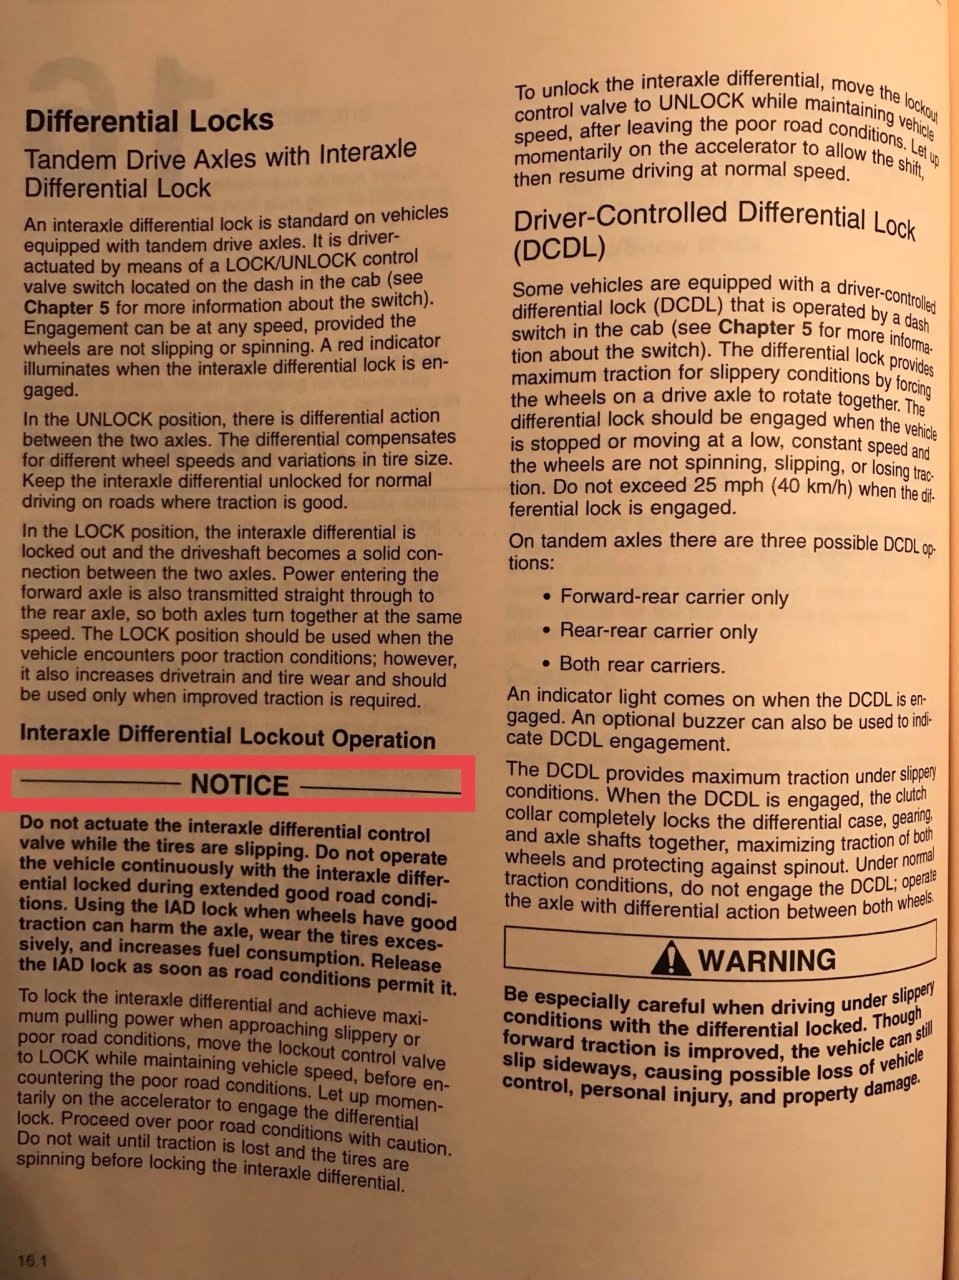 Differential Locks
Tandem Drive Axles with Interaxle
Differential Lock
An interaxle differential lock is standard on vehicles
equipped with tandem drive axles. It is driver-
actuated by means of a LOCK/UNLOCK control
valve switch located on the dash in the cab (see
Chapter 5 for more information about the switch).
Engagement can be at any speed, provided the
wheels are not slipping or spinning. A red indicator
illuminates when the interaxle differential lock is en-
gaged.
In the UNLOCK position, there is differential action
between the two axles. The differential compensates
for different wheel speeds and variations in tire size.
Keep the interaxle differential unlocked for normal
driving on roads where traction is good.
In the LOCK position, the interaxle differential is
locked out and the driveshaft becomes a solid con-
nection between the two axles. Power entering the
forward axle is also transmitted straight through to
the rear axle, so both axles turn together at the same
speed. The LOCK position should be used when the
vehicle encounters poor traction conditions; however,
it also increases drivetrain and tire wear and should
be used only when improved traction is required.
Interaxle Differential Lockout Operation
NOTICE
Do not actuate the interaxle differential control
valve while the tires are slipping. Do not operate
the vehicle continuously with the interaxle differ-
ential locked during extended good road condi-
tions. Using the IAD lock when wheels have good
traction can harm the axle, wear the tires exces-
sively, and increases fuel consumption. Release
the IAD lock as soon as road conditions permit it.
To lock the interaxle differential and achieve maxi-
mum pulling power when approaching slippery or
poor road conditions, move the lockout control valve
to LOCK while maintaining vehicle speed, before en-
countering the poor road conditions. Let up momen-
tarily on the accelerator to engage the differential
lock. Proceed over poor road conditions with caution.
Do not wait until traction is lost and the tires are
spinning before locking the interaxle differential.
16.1
To unlock the interaxle differential, move the lockout
control valve to UNLOCK while maintaining vehicle
speed, after leaving the poor road conditions. Let up
momentarily on the accelerator to allow the shift,
then resume driving at normal speed.
Driver-Controlled Differential Lock
(DCDL)
Some vehicles are equipped with a driver-controlled
differential lock (DCDL) that is operated by a dash
switch in the cab (see Chapter 5 for more informa-
tion about the switch). The differential lock provides
maximum traction for slippery conditions by forcing
the wheels on a drive axle to rotate together. The
differential lock should be engaged when the vehicle
is stopped or moving at a low, constant speed and
the wheels are not spinning, slipping, or losing trac-
tion. Do not exceed 25 mph (40 km/h) when the dif-
ferential lock is engaged.
On tandem axles there are three possible DCDL op-
tions:
• Forward-rear carrier only
• Rear-rear carrier only
• Both rear carriers.
An indicator light comes on when the DCDL is en-
gaged. An optional buzzer can also be used to indi-
cate DCDL engagement.
The DCDL provides maximum traction under slippery
conditions. When the DCDL is engaged, the clutch
collar completely locks the differential case, gearing,
and axle shafts together, maximizing traction of both
wheels and protecting against spinout. Under normal
traction conditions, do not engage the DCDL; operate
the axle with differential action between both wheels.
WARNING
Be especially careful when driving under slippery
conditions with the differential locked. Though
forward traction is improved, the vehicle can still
slip sideways, causing possible loss of vehicle
control, personal injury, and property damage.